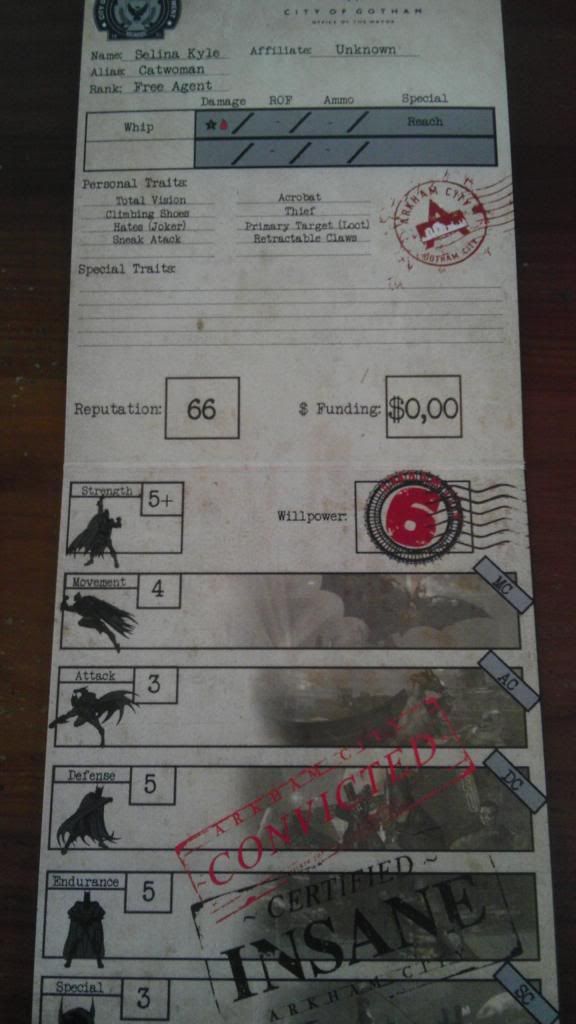 CITY OF GOTHAM
OFFICE OF THE MAYOR
Name: Selina Kyle Affiliate: Unknown
Alias: Catwoman
Rank: Free Agent
Damage ROF Ammo Special
Whip / - / - / Reach
/ - / - /
Personal Traits:
Total Vision Acrobat
Climbing Shoes Thief
Hates (Joker) Primary Target (Loot)
Sneak Atack Retractable Claws
ARKHAM CITY
GOTHAM CITY
Special Traits:
Reputation: 66 $ Funding: $0,00
Strength 5+
Willpower: 6
Movement 4 MC
Attack 3 AC
Defense 5 DC
ARKHAM CITY
CONVICTED
Endurance 5
~ CERTIFIED ~
INSANE
ARKHAM CITY
Special 3 SC